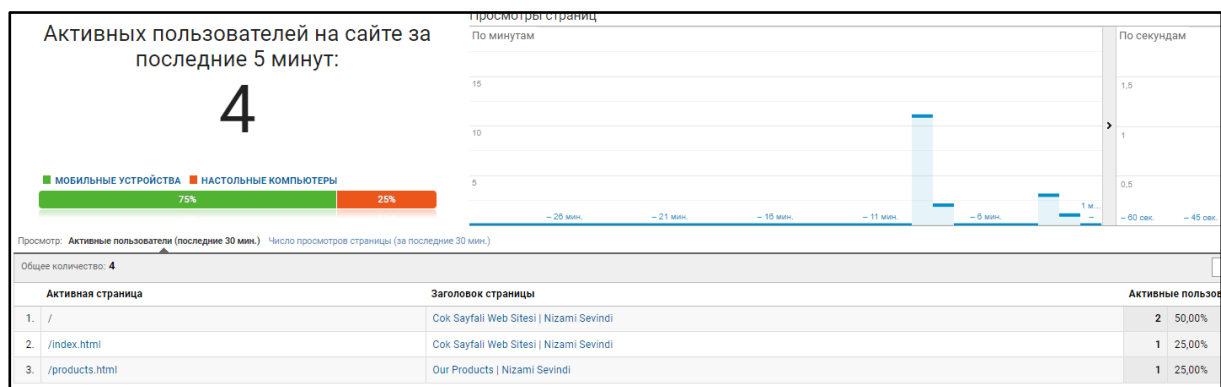 Просмотры страниц
Активных пользователей на сайте за
последние 5 минут:
4
МОБИЛЬНЫЕ УСТРОЙСТВА НАСТОЛЬНЫЕ КОМПЬЮТЕРЫ
75% 25%
По минутам
15
10
5
– 26 мин. – 21 мин. – 16 мин. – 11 мин. – 6 мин. 1 м...
По секундам
1,5
1
0,5
– 60 сек. – 45 сек.
Просмотр: Активные пользователи (последние 30 мин.) Число просмотров страницы (за последние 30 мин.)
Общее количество: 4
Активная страница Заголовок страницы Активные пользов
1. / Cok Sayfali Web Sitesi | Nizami Sevindi 2 50,00%
2. /index.html Cok Sayfali Web Sitesi | Nizami Sevindi 1 25,00%
3. /products.html Our Products | Nizami Sevindi 1 25,00%